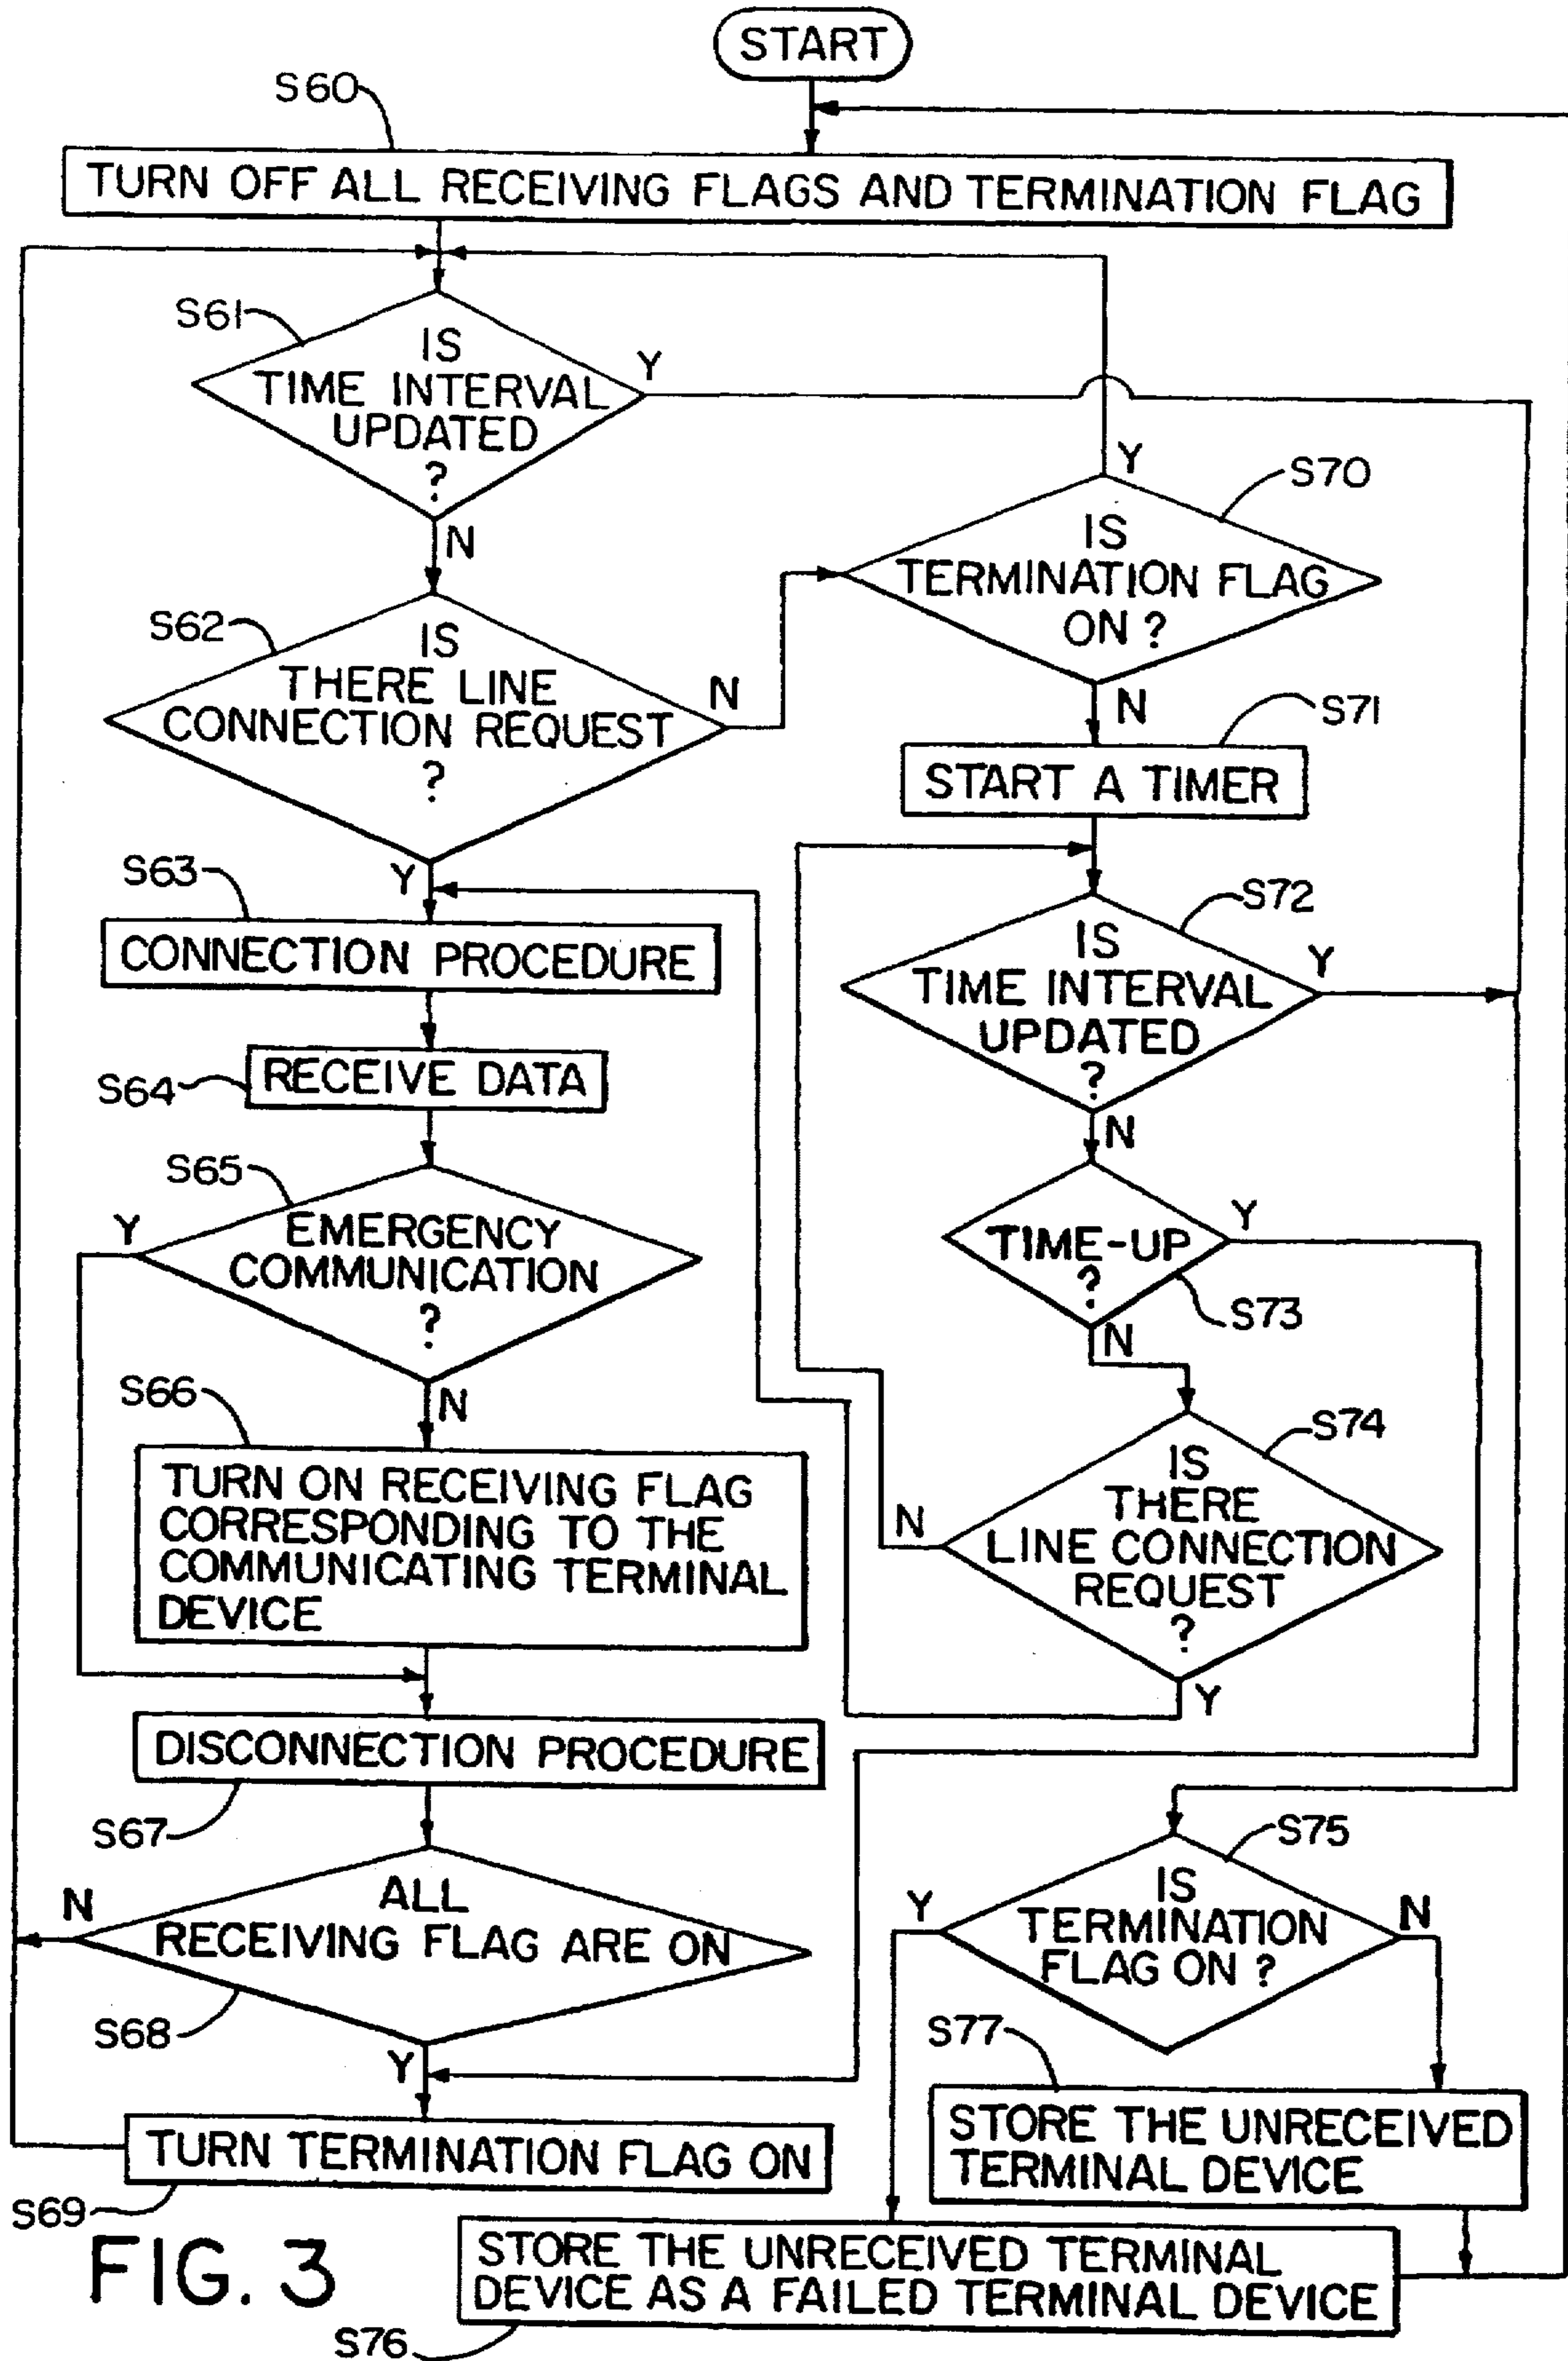 START
S60
TURN OFF ALL RECEIVING FLAGS AND TERMINATION FLAG
S61
IS
TIME INTERVAL
UPDATED
?
Y
N
S62
IS
THERE LINE
CONNECTION REQUEST
?
N
Y
S63
CONNECTION PROCEDURE
S64
RECEIVE DATA
S65
Y
EMERGENCY
COMMUNICATION
?
N
S66
TURN ON RECEIVING FLAG
CORRESPONDING TO THE
COMMUNICATING TERMINAL
DEVICE
DISCONNECTION PROCEDURE
S67
N
ALL
RECEIVING FLAG ARE ON
S68
Y
TURN TERMINATION FLAG ON
S69
Y
S70
IS
TERMINATION FLAG
ON ?
N
S71
START A TIMER
S72
IS
TIME INTERVAL
UPDATED
?
Y
N
TIME-UP
?
Y
S73
N
S74
IS
THERE
LINE CONNECTION
REQUEST
?
N
Y
S75
IS
TERMINATION
FLAG ON ?
Y
N
S77
STORE THE UNRECEIVED
TERMINAL DEVICE
STORE THE UNRECEIVED TERMINAL
DEVICE AS A FAILED TERMINAL DEVICE
S76
FIG. 3